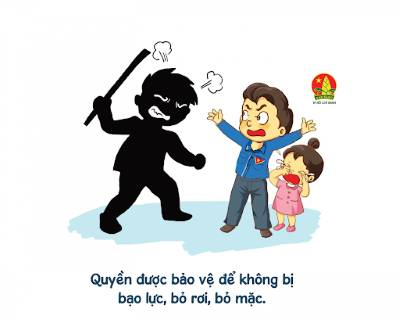 Quyền được bảo vệ để không bị
bạo lực, bỏ rơi, bỏ mặc.